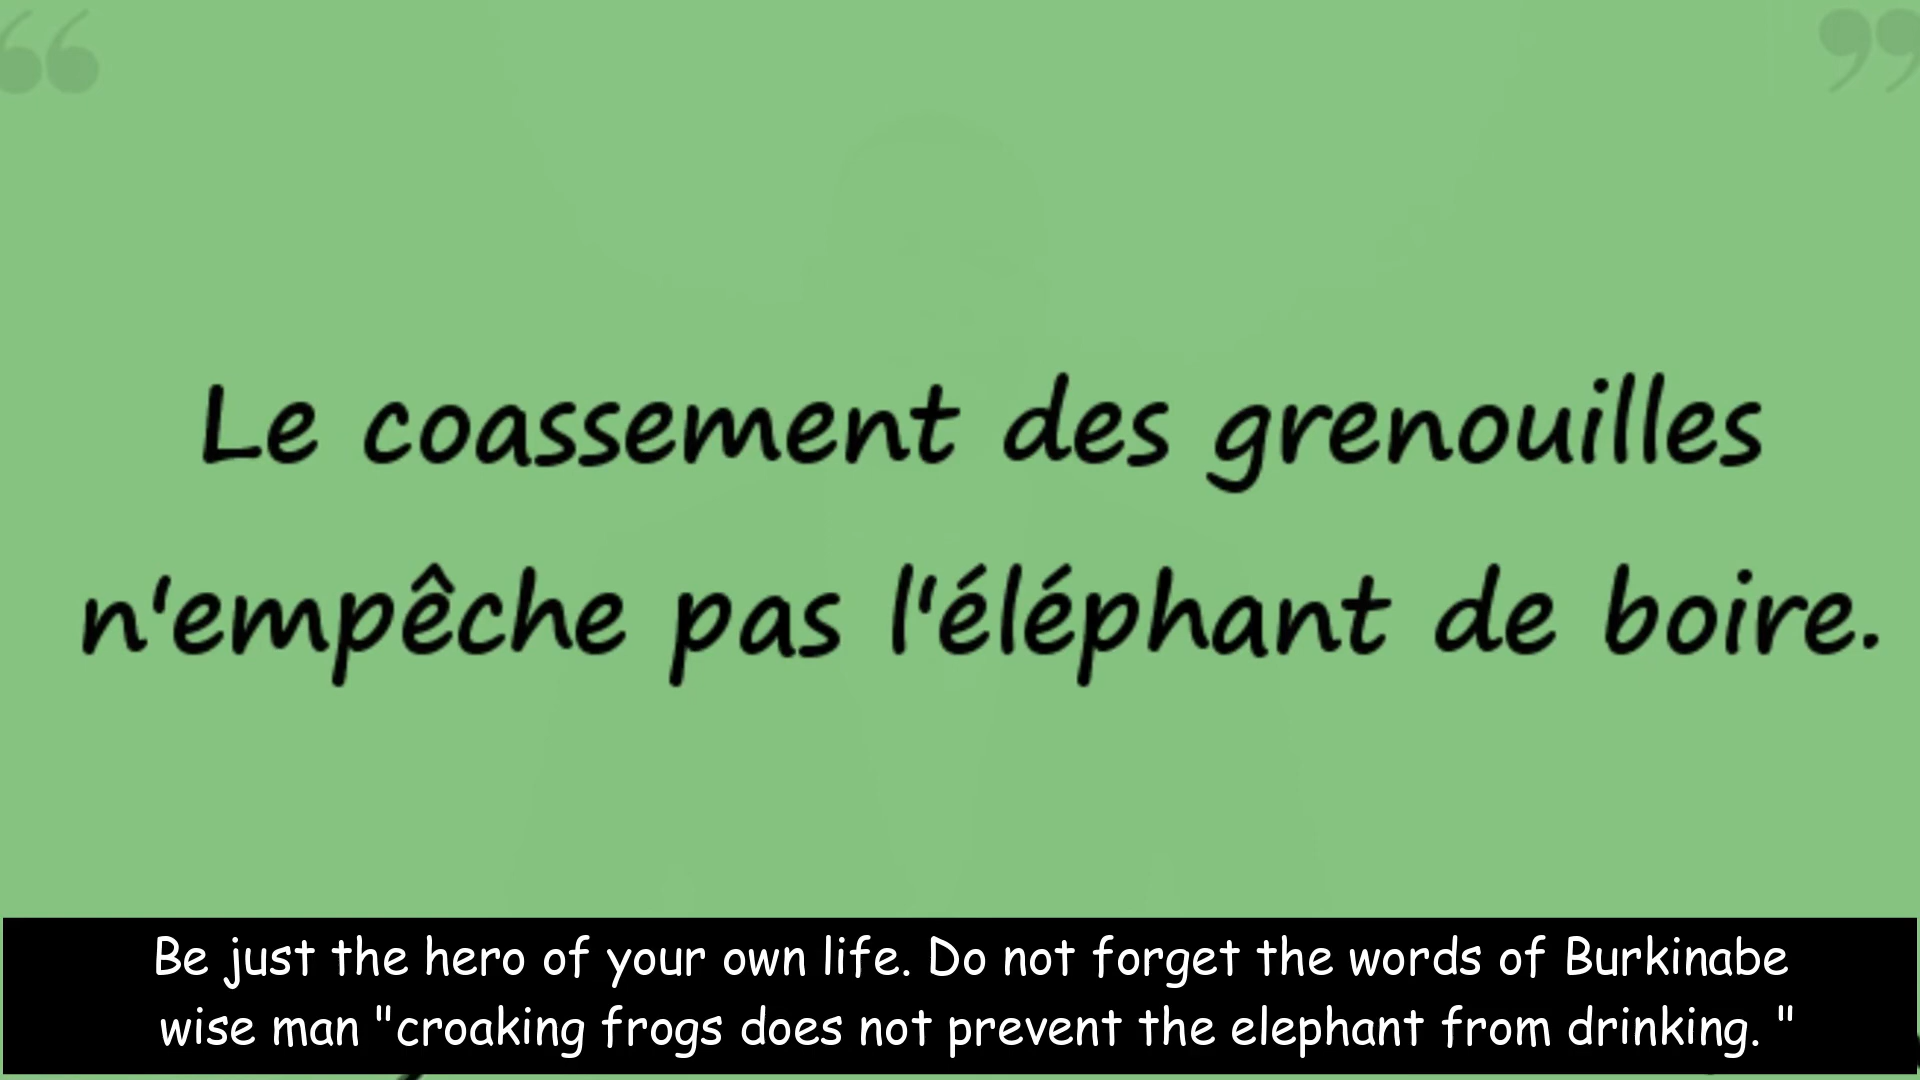 Le coassement des grenouilles
n'empêche pas l'éléphant de boire.
Be just the hero of your own life. Do not forget the words of Burkinabe
wise man "croaking frogs does not prevent the elephant from drinking. "